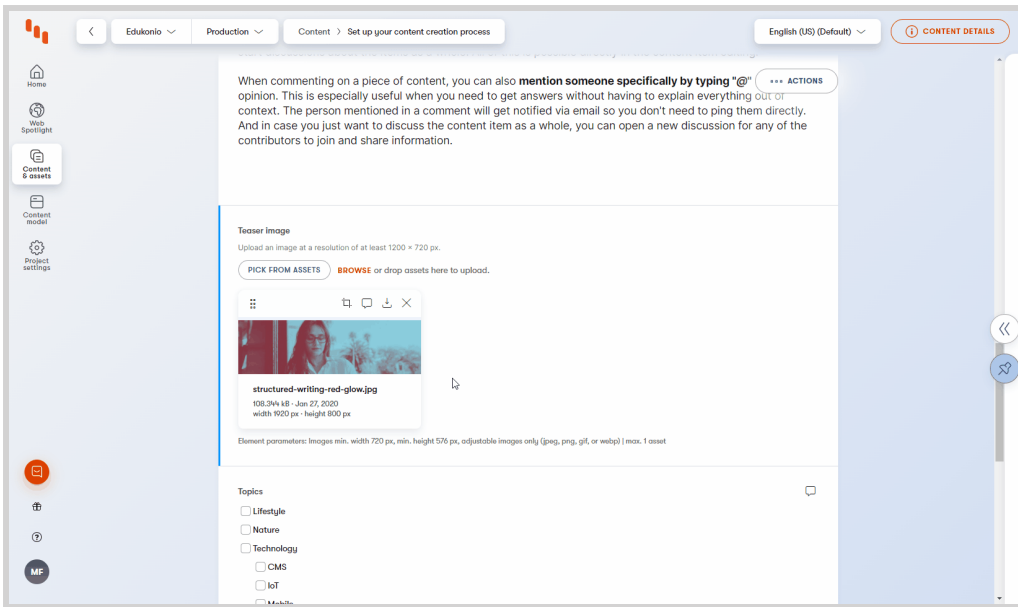 Edukonio
Production
Content > Set up your content creation process
English (US) (Default)
CONTENT DETAILS
ACTIONS
Home
Web
Spotlight
Content
& assets
Content
model
Project
settings
MF
When commenting on a piece of content, you can also mention someone specifically by typing "@"
opinion. This is especially useful when you need to get answers without having to explain everything out of
context. The person mentioned in a comment will get notified via email so you don't need to ping them directly.
And in case you just want to discuss the content item as a whole, you can open a new discussion for any of the
contributors to join and share information.
Teaser image
Upload an image at a resolution of at least 1200 × 720 px.
PICK FROM ASSETS
BROWSE or drop assets here to upload.
structured-writing-red-glow.jpg
108.344 kB · Jan 27, 2020
width 1920 px · height 800 px
Element parameters: Images min. width 720 px, min. height 576 px, adjustable images only (jpeg, png, gif, or webp) | max. 1 asset
Topics
Lifestyle
Nature
Technology
CMS
IoT
Mobile